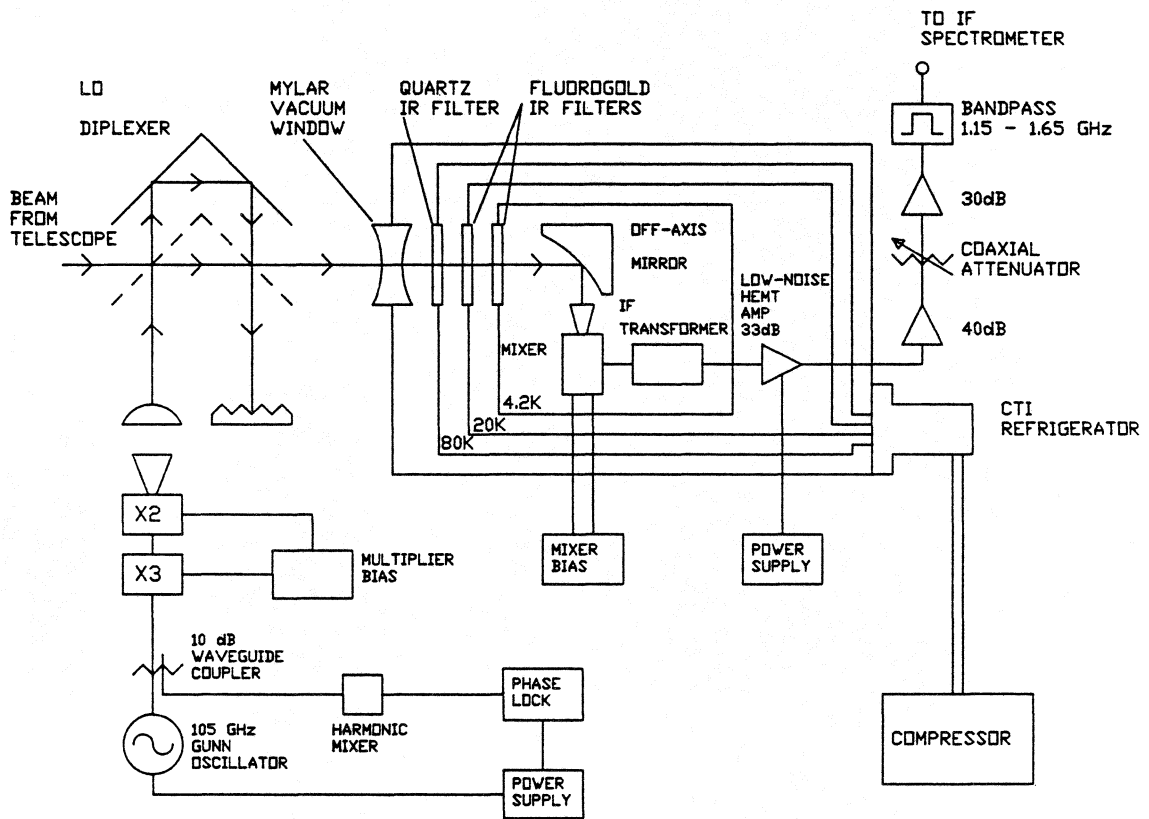 TO IF
SPECTROMETER
LO
DIPLEXER
MYLAR
VACUUM
WINDOW
QUARTZ
IR FILTER
FLUOROGOLD
IR FILTERS
BANDPASS
1.15 - 1.65 GHz
BEAM
FROM
TELESCOPE
30dB
OFF-AXIS
MIRROR
COAXIAL
ATTENUATOR
LOW-NOISE
HEMT
AMP
33dB
IF
TRANSFORMER
40dB
MIXER
4.2K
20K
80K
CTI
REFRIGERATOR
X2
X3
MULTIPLIER
BIAS
MIXER
BIAS
POWER
SUPPLY
10 dB
WAVEGUIDE
COUPLER
PHASE
LOCK
HARMONIC
MIXER
105 GHz
GUNN
OSCILLATOR
COMPRESSOR
POWER
SUPPLY